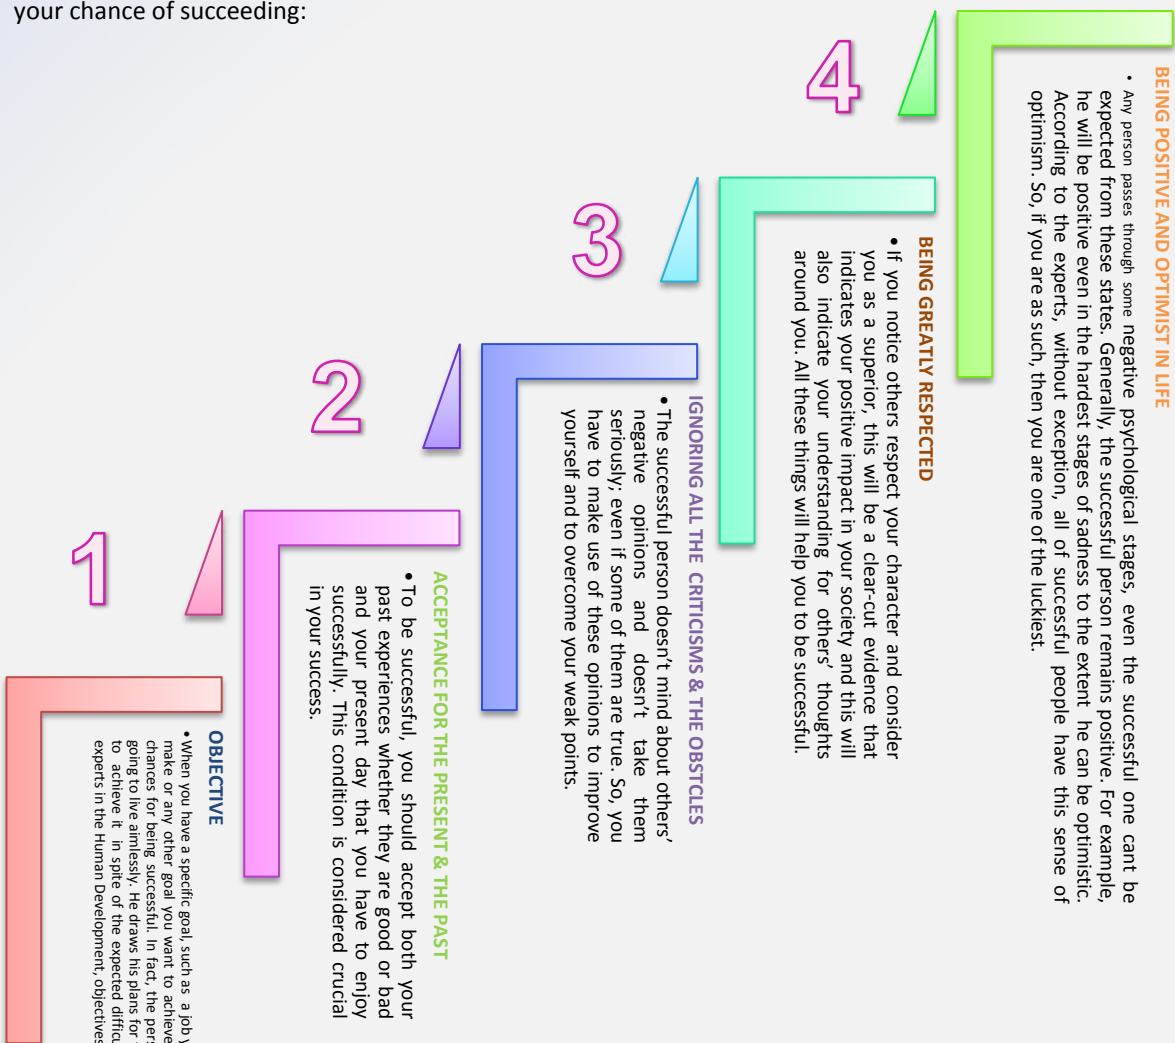 your chance of succeeding:
1
OBJECTIVE
• When you have a specific goal, such as a job
make or any other goal you want to achieve
chances for being successful. In fact, the
going to live aimlessly. He draws his plans for
to achieve it in spite of the expected
experts in the Human Development, objectives
2
ACCEPTANCE FOR THE PRESENT & THE PAST
• To be successful, you should accept both your
past experiences whether they are good or bad
and your present day that you have to enjoy
successfully. This condition is considered crucial
in your success.
3
IGNORING ALL THE CRITICISMS & THE OBSTCLES
• The successful person doesn't mind about others'
negative opinions and doesn't take them
seriously; even if some of them are true. So, you
have to make use of these opinions to improve
yourself and to overcome your weak points.
4
BEING GREATLY RESPECTED
• If you notice others respect your character and consider
you as a superior, this will be a clear-cut evidence that
indicates your positive impact in your society and this will
also indicate your understanding for others' thoughts
around you. All these things will help you to be successful.
BEING POSITIVE AND OPTIMIST IN LIFE
• Any person passes through some negative psychological stages, even the successful one cant be
expected from these states. Generally, the successful person remains positive. For example,
he will be positive even in the hardest stages of sadness to the extent he can be optimistic.
According to the experts, without exception, all of successful people have this sense of
optimism. So, if you are as such, then you are one of the luckiest.